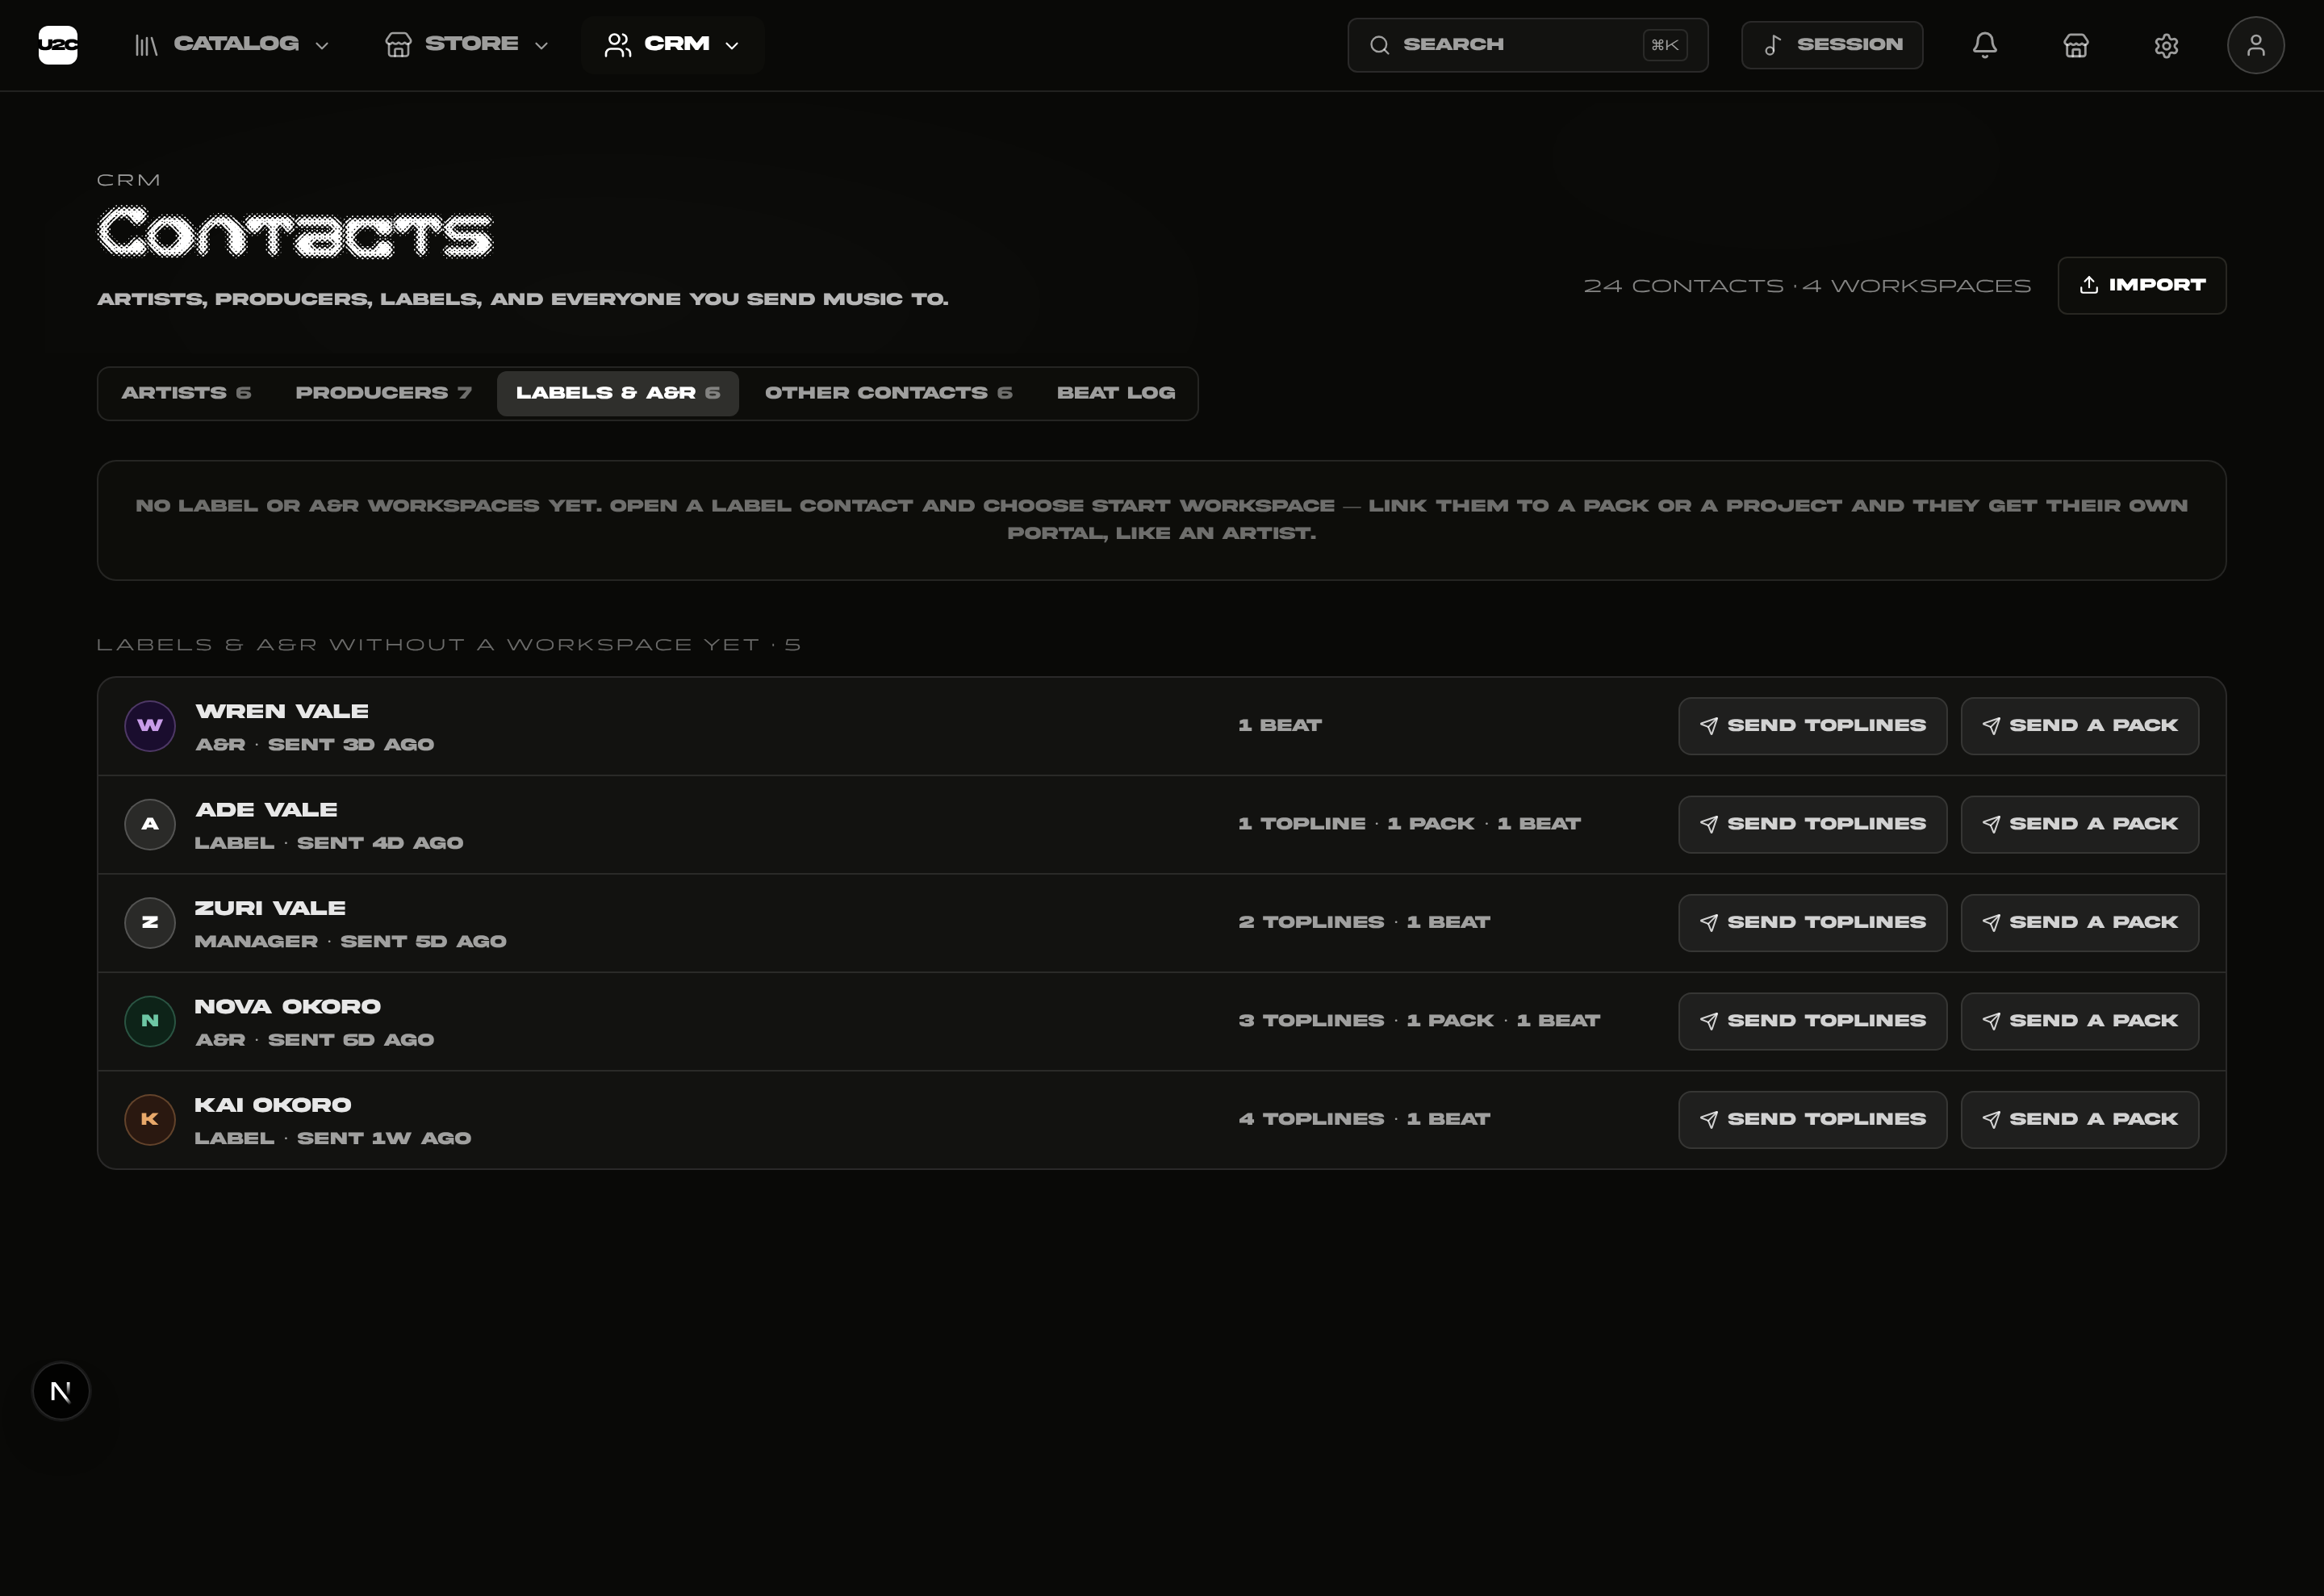 U2C CATALOG STORE CRM SEARCH ⌘K SESSION
CRM
Contacts
ARTISTS, PRODUCERS, LABELS, AND EVERYONE YOU SEND MUSIC TO.
24 CONTACTS · 4 WORKSPACES IMPORT
ARTISTS 6 PRODUCERS 7 LABELS & A&R 6 OTHER CONTACTS 6 BEAT LOG
NO LABEL OR A&R WORKSPACES YET. OPEN A LABEL CONTACT AND CHOOSE START WORKSPACE — LINK THEM TO A PACK OR A PROJECT AND THEY GET THEIR OWN
PORTAL, LIKE AN ARTIST.
LABELS & A&R WITHOUT A WORKSPACE YET · 5
W WREN VALE
A&R · SENT 3D AGO
1 BEAT SEND TOPLINES SEND A PACK
A ADE VALE
LABEL · SENT 4D AGO
1 TOPLINE · 1 PACK · 1 BEAT SEND TOPLINES SEND A PACK
Z ZURI VALE
MANAGER · SENT 5D AGO
2 TOPLINES · 1 BEAT SEND TOPLINES SEND A PACK
N NOVA OKORO
A&R · SENT 6D AGO
3 TOPLINES · 1 PACK · 1 BEAT SEND TOPLINES SEND A PACK
K KAI OKORO
LABEL · SENT 1W AGO
4 TOPLINES · 1 BEAT SEND TOPLINES SEND A PACK
N